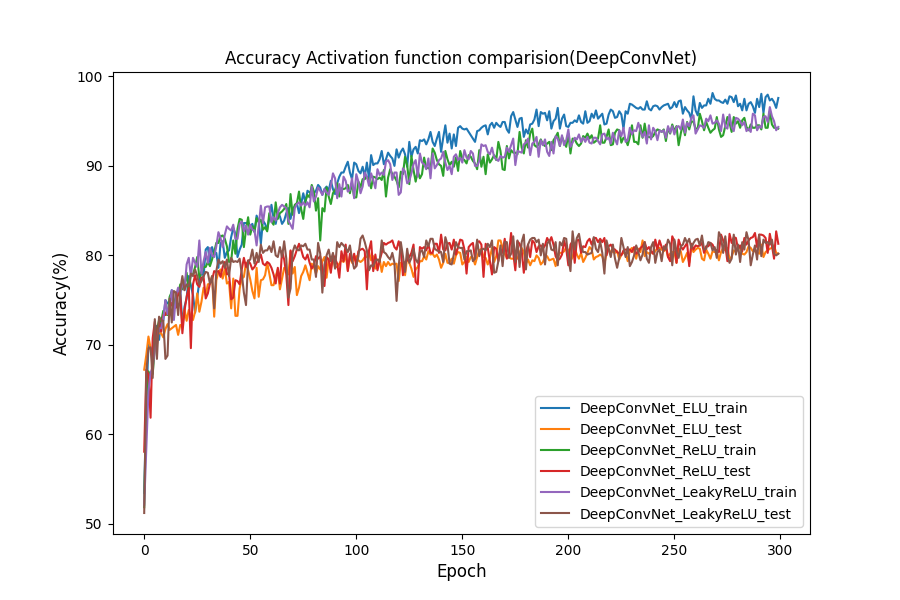 Accuracy Activation function comparision(DeepConvNet)
100
90
80
70
60
50
Accuracy(%)
DeepConvNet_ELU_train
DeepConvNet_ELU_test
DeepConvNet_ReLU_train
DeepConvNet_ReLU_test
DeepConvNet_LeakyReLU_train
DeepConvNet_LeakyReLU_test
0 50 100 150 200 250 300
Epoch